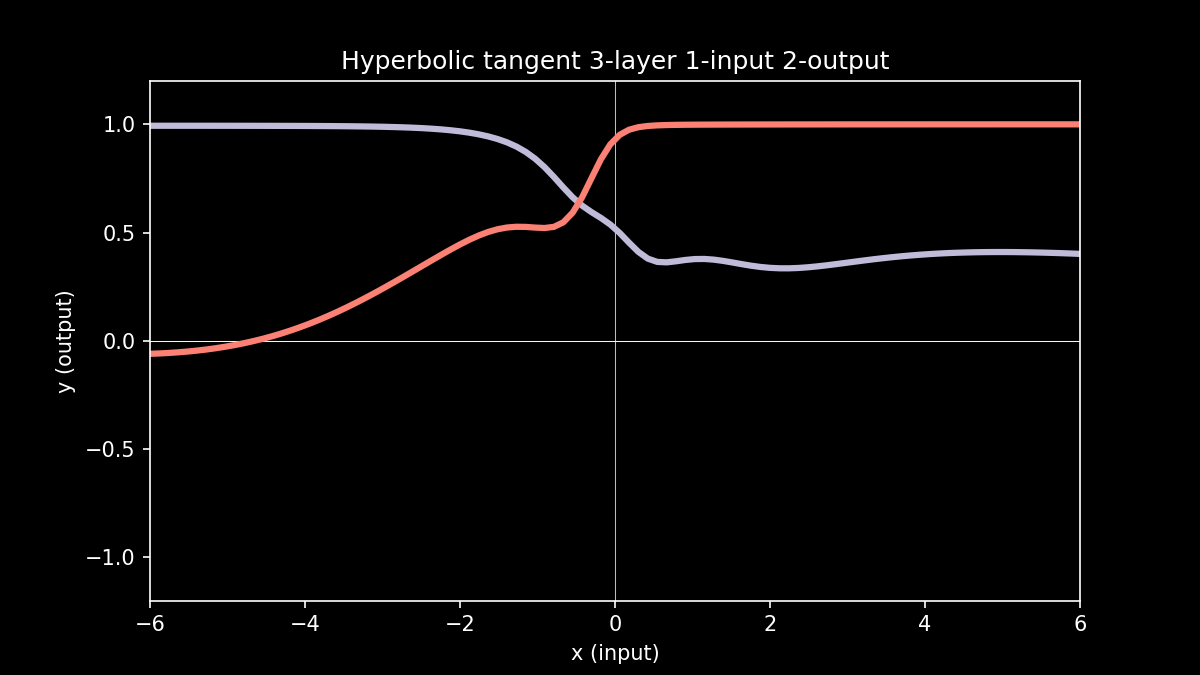 Hyperbolic tangent 3-layer 1-input 2-output
1.0
0.5
0.0
−0.5
−1.0
y (output)
−6 −4 −2 0 2 4 6
x (input)